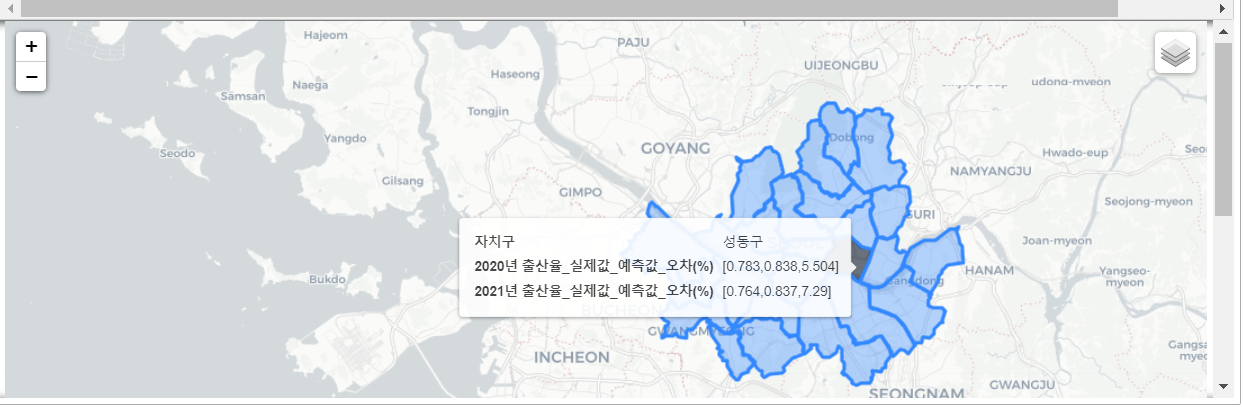 +
−
Hajeom
PAJU
UIJEONGBU
Haseong
Naega
udong-myeon
Samsan
Tongjin
Dobong
Yangdo
GOYANG
Seodo
Hwado-eup
NAMYANGJU
Gilsang
GIMPO
Seojong-myeon
GURI
자치구 성동구
2020년 출산율_실제값_예측값_오차(%) [0.783,0.838,5.504]
2021년 출산율_실제값_예측값_오차(%) [0.764,0.837,7.29]
Joan-myeon
HANAM
Yangseo-
myeon
Bukdo
Gangdong
BUCHEON
GWANGMYEONG
INCHEON
Gangsa
myeo
GWANGJU
SEONGNAM